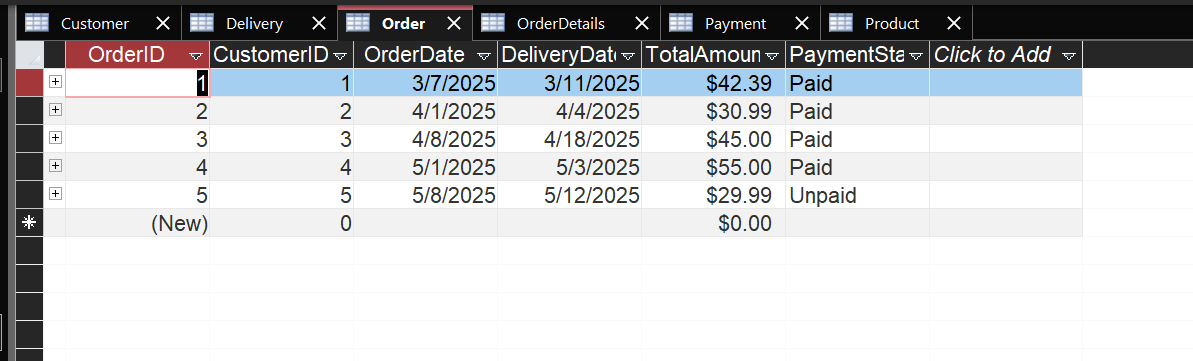 Customer Delivery Order OrderDetails Payment Product
OrderID CustomerID OrderDate DeliveryDat TotalAmoun PaymentSta Click to Add
1 1 3/7/2025 3/11/2025 $42.39 Paid
2 2 4/1/2025 4/4/2025 $30.99 Paid
3 3 4/8/2025 4/18/2025 $45.00 Paid
4 4 5/1/2025 5/3/2025 $55.00 Paid
5 5 5/8/2025 5/12/2025 $29.99 Unpaid
(New) 0 $0.00